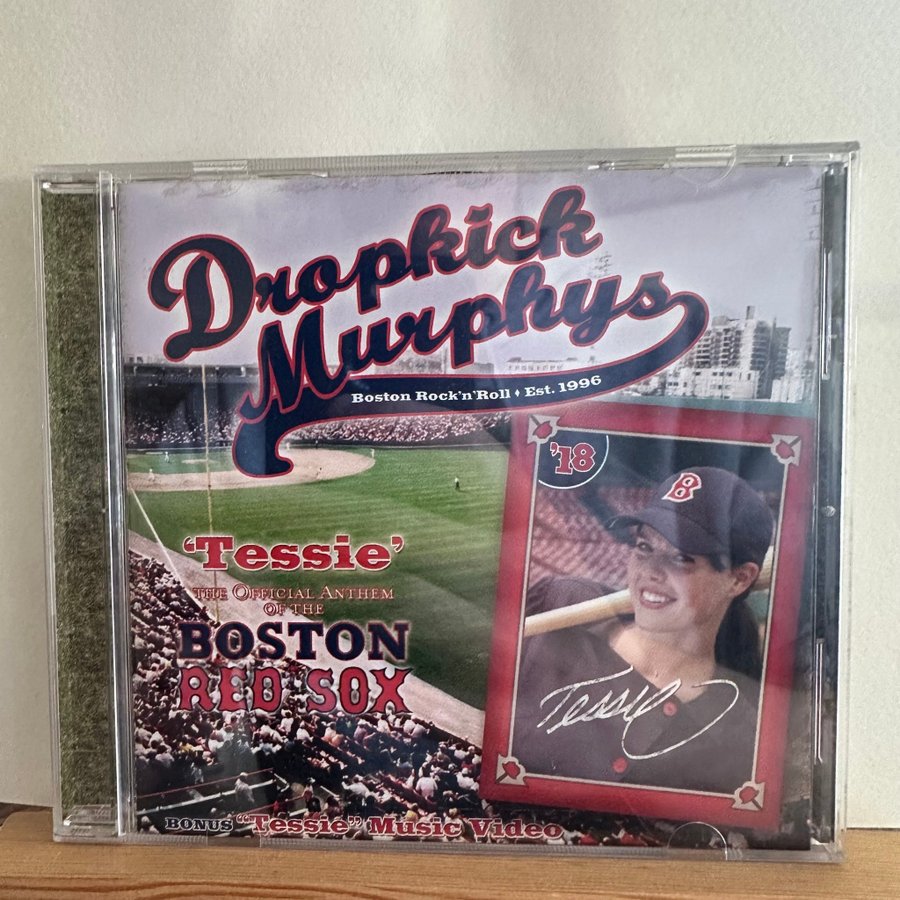 Dropkick
Murphys
Boston Rock'n'Roll ♦ Est. 1996
'18
B
'Tessie'
THE OFFICIAL ANTHEM
OF THE
BOSTON
RED SOX
Tessie
BONUS "Tessie" Music Video